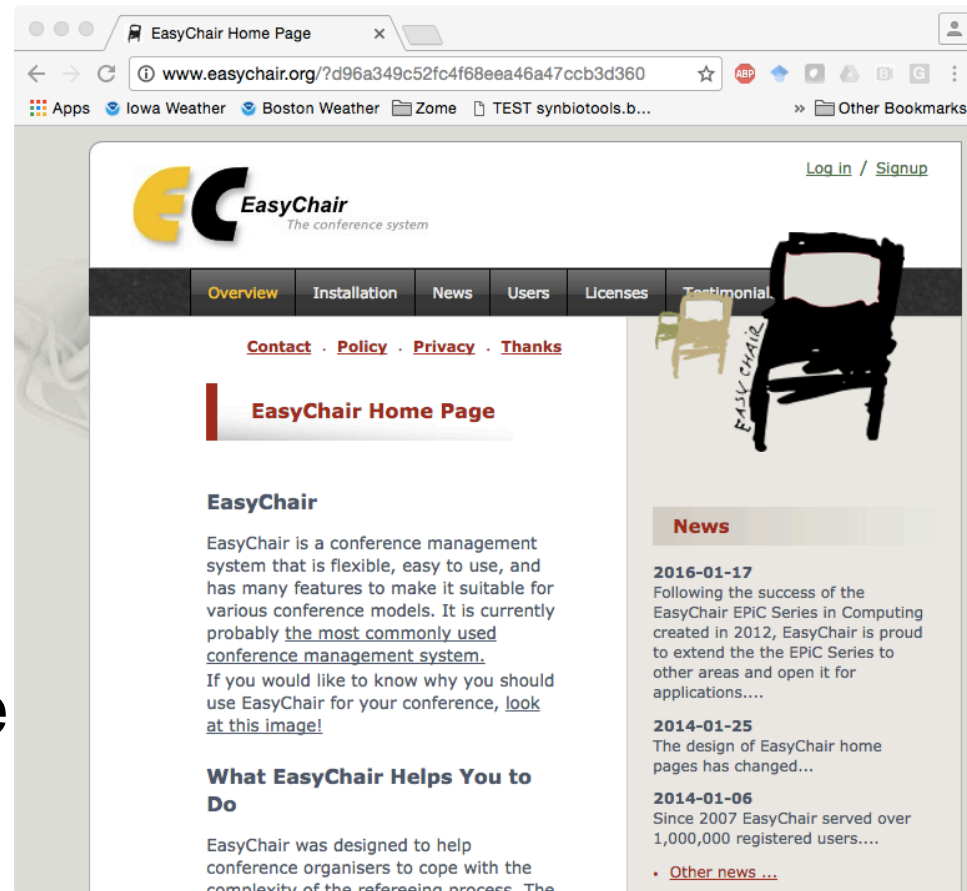 EasyChair Home Page
www.easychair.org/?d96a349c52fc4f68eea46a47ccb3d360
ABP
G
Apps Iowa Weather Boston Weather Zome TEST synbiotools.b... » Other Bookmarks
Log in / Signup
EC EasyChair
The conference system
Overview Installation News Users Licenses Testimonial
EASY CHAIR
Contact . Policy . Privacy . Thanks
EasyChair Home Page
EasyChair
EasyChair is a conference management
system that is flexible, easy to use, and
has many features to make it suitable for
various conference models. It is currently
probably the most commonly used
conference management system.
If you would like to know why you should
use EasyChair for your conference, look
at this image!
What EasyChair Helps You to
Do
EasyChair was designed to help
conference organisers to cope with the
complexity of the refereeing process. The
e
News
2016-01-17
Following the success of the
EasyChair EPiC Series in Computing
created in 2012, EasyChair is proud
to extend the the EPiC Series to
other areas and open it for
applications....
2014-01-25
The design of EasyChair home
pages has changed...
2014-01-06
Since 2007 EasyChair served over
1,000,000 registered users....
• Other news ...